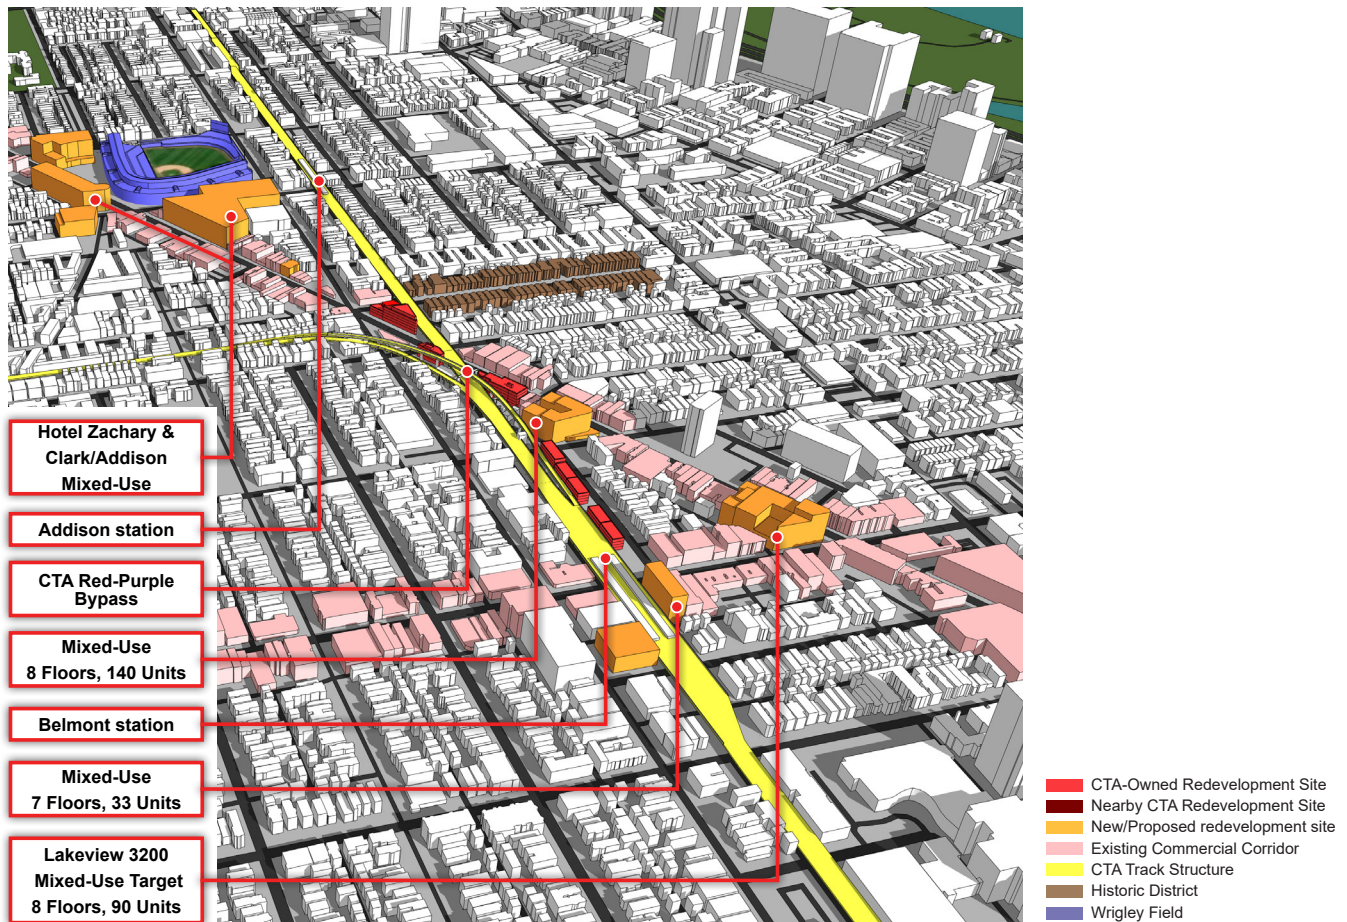 Hotel Zachary &
Clark/Addison
Mixed-Use
Addison station
CTA Red-Purple
Bypass
Mixed-Use
8 Floors, 140 Units
Belmont station
Mixed-Use
7 Floors, 33 Units
Lakeview 3200
Mixed-Use Target
8 Floors, 90 Units
CTA-Owned Redevelopment Site
Nearby CTA Redevelopment Site
New/Proposed redevelopment site
Existing Commercial Corridor
CTA Track Structure
Historic District
Wrigley Field